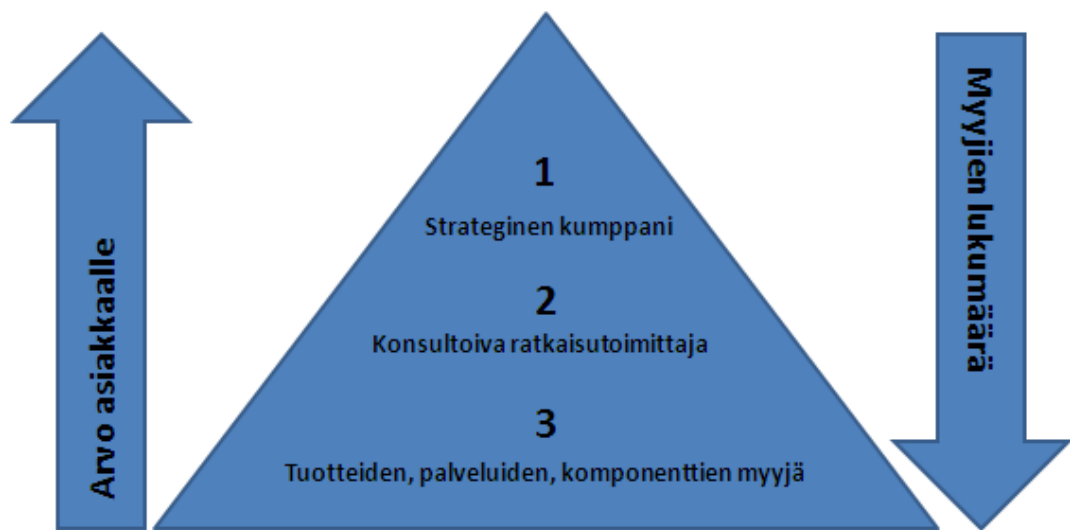 Arvo asiakkaalle
1
Strateginen kumppani
2
Konsultoiva ratkaisutoimittaja
3
Tuotteiden, palveluiden, komponenttien myyjä
Myyjien lukumäärä